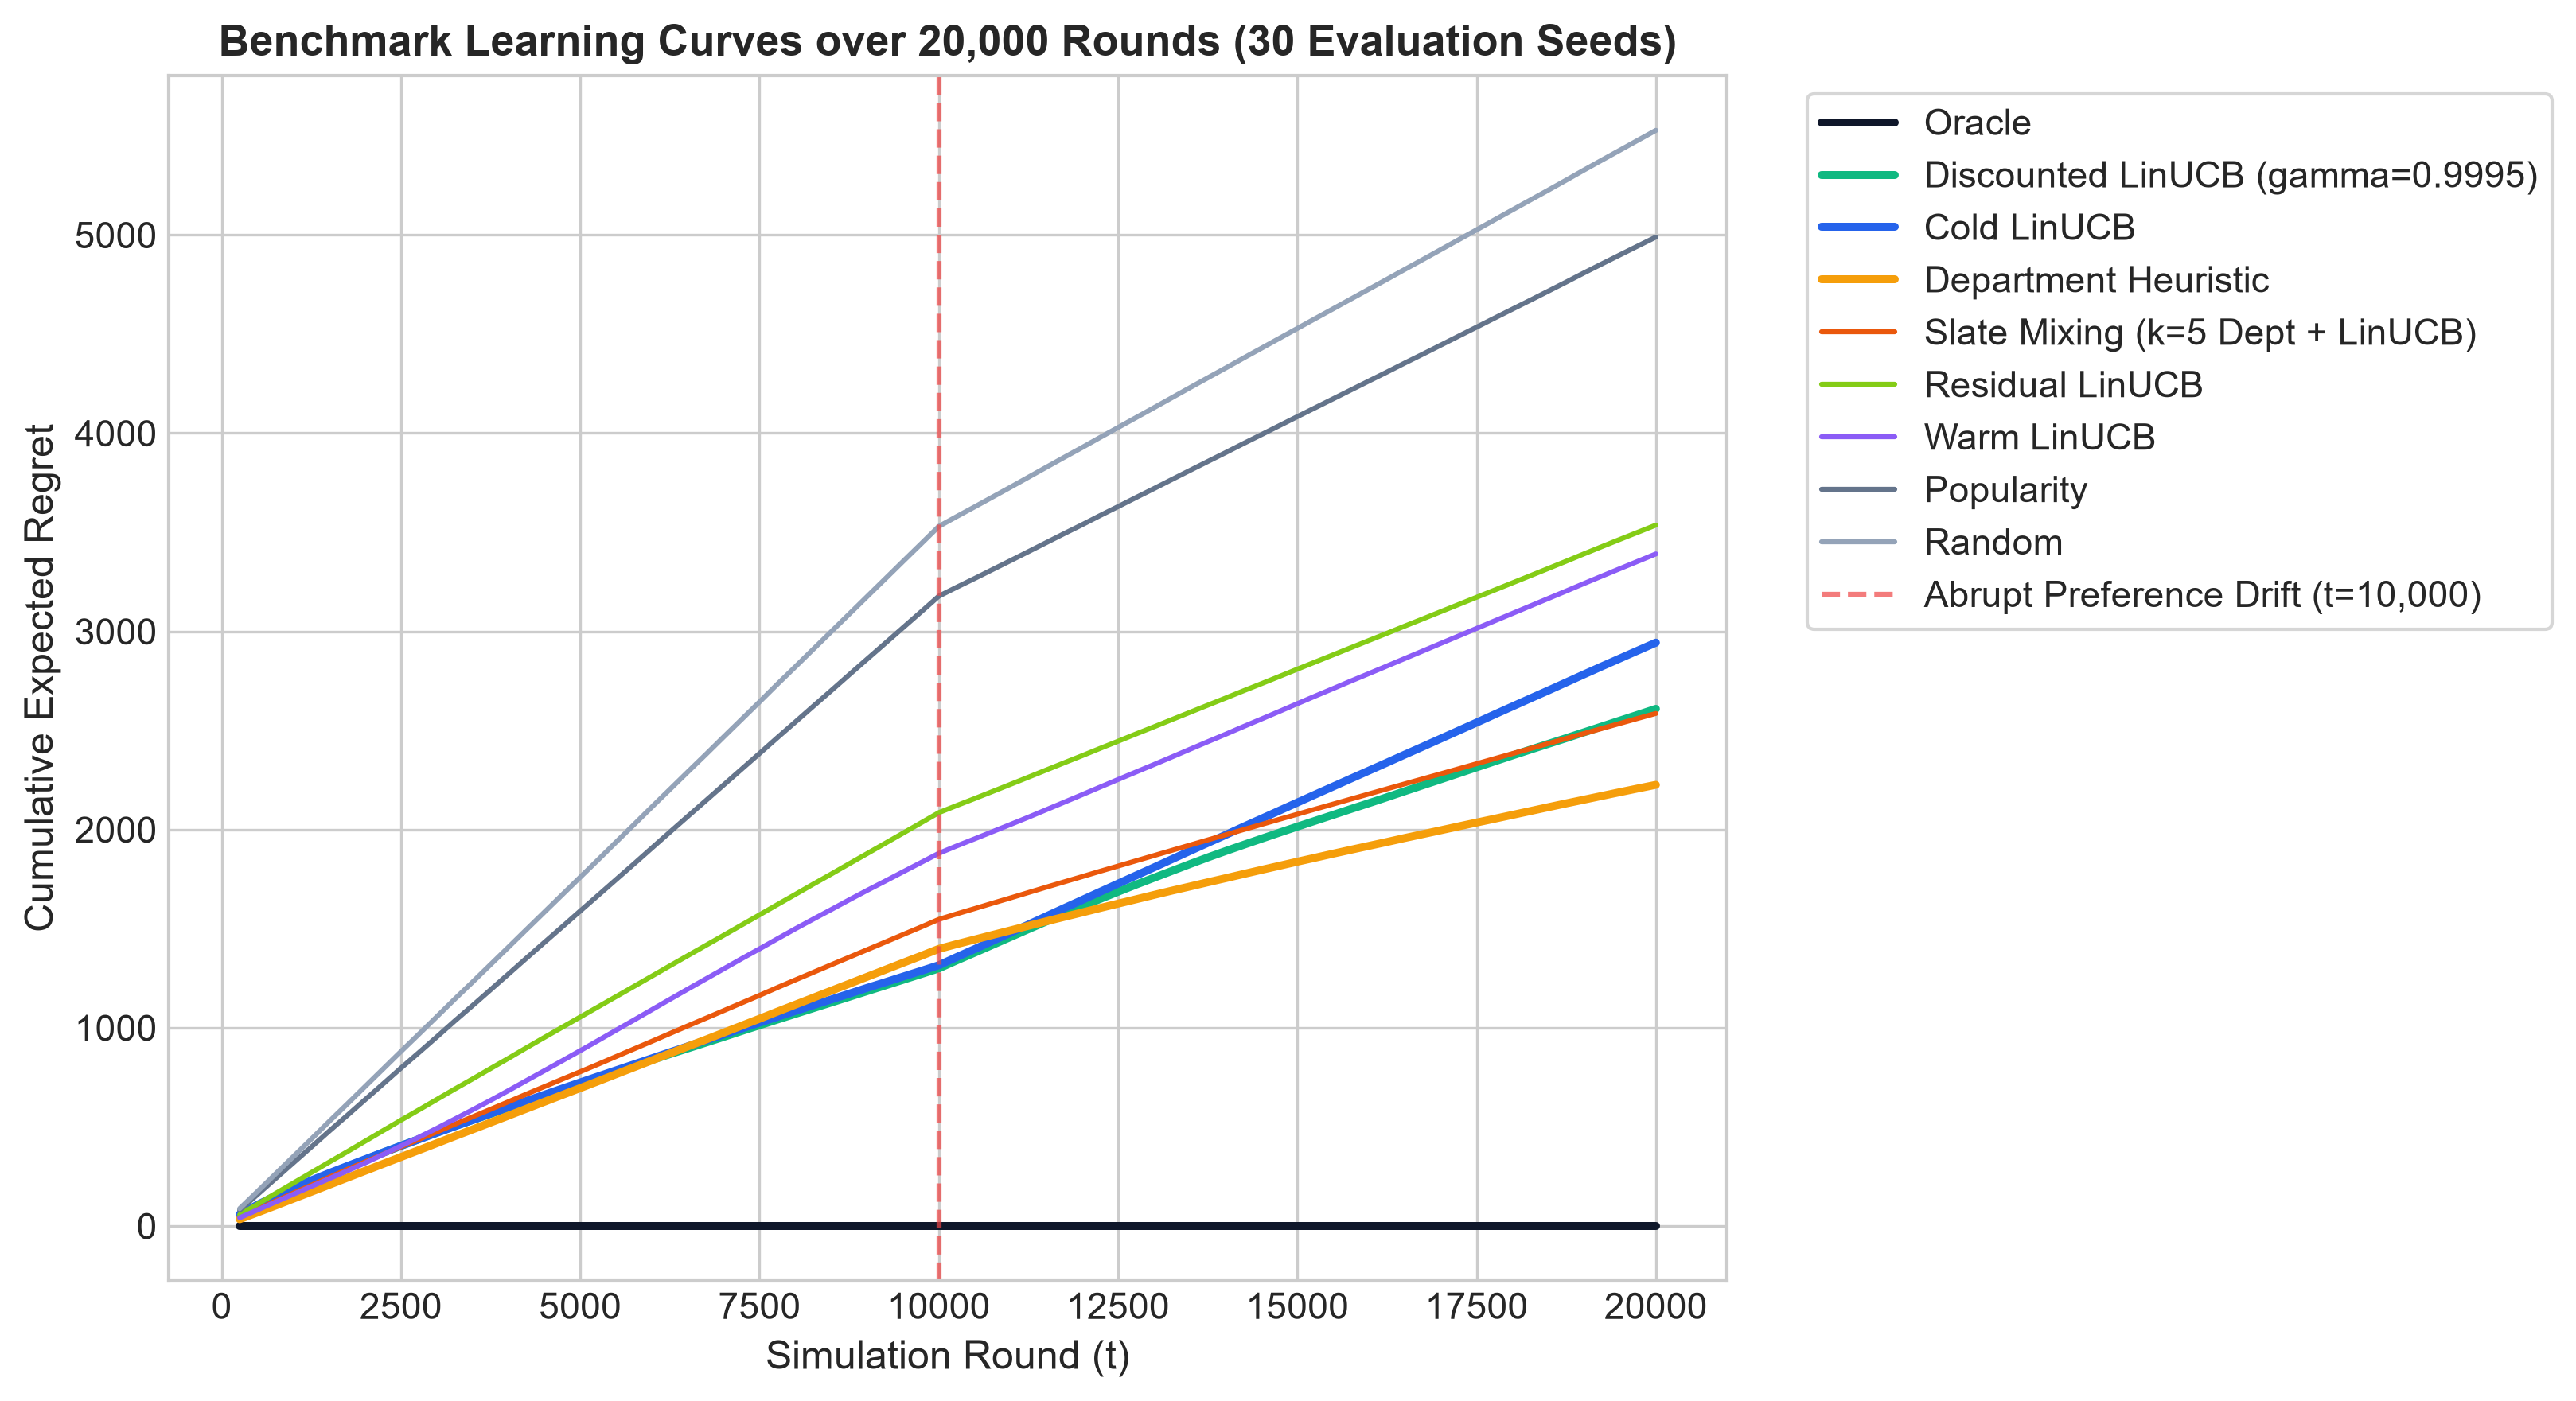 Benchmark Learning Curves over 20,000 Rounds (30 Evaluation Seeds)
Cumulative Expected Regret
5000
4000
3000
2000
1000
0
0
2500
5000
7500
10000
12500
15000
17500
20000
Simulation Round (t)
Oracle
Discounted LinUCB (gamma=0.9995)
Cold LinUCB
Department Heuristic
Slate Mixing (k=5 Dept + LinUCB)
Residual LinUCB
Warm LinUCB
Popularity
Random
Abrupt Preference Drift (t=10,000)